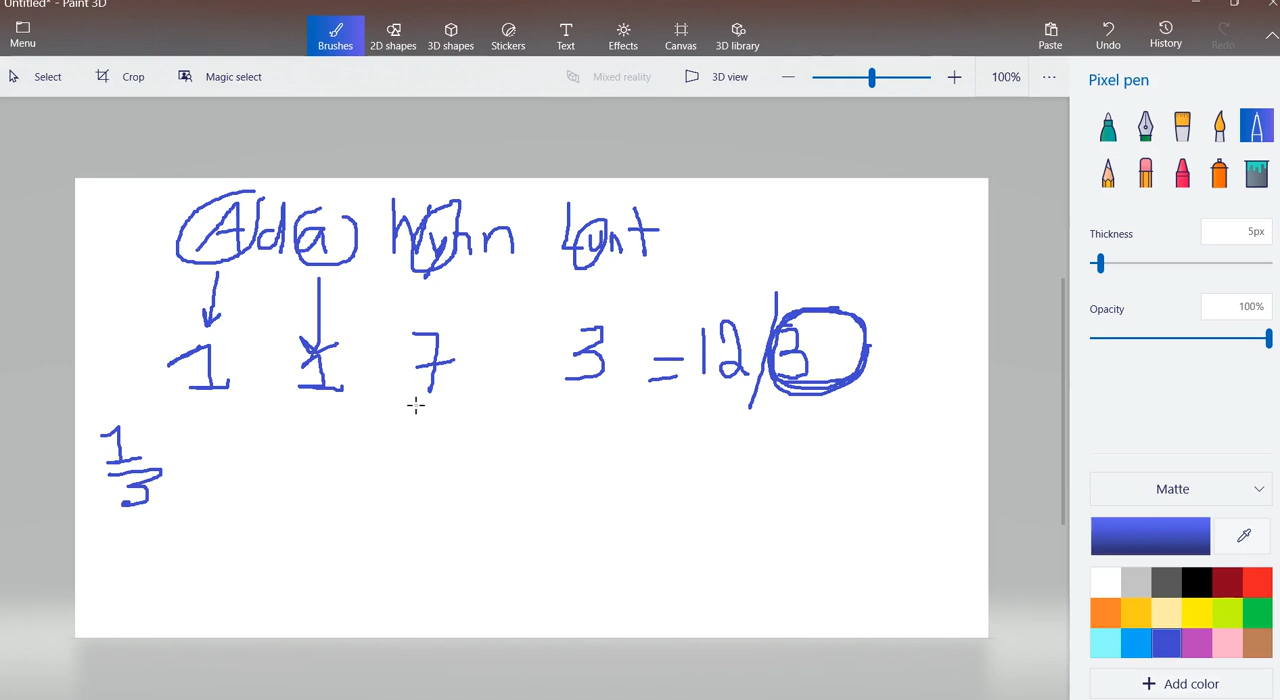 Untitled* - Paint 3D
Menu
Brushes 2D shapes 3D shapes Stickers Text Effects Canvas 3D library Paste Undo History Redo
Select Crop Magic select Mixed reality 3D view 100%
Pixel pen
Thickness 5px
Opacity 100%
Matte
Add color
Ada Wyhn Lunt
1 1 7 3 = 12/3
1
3